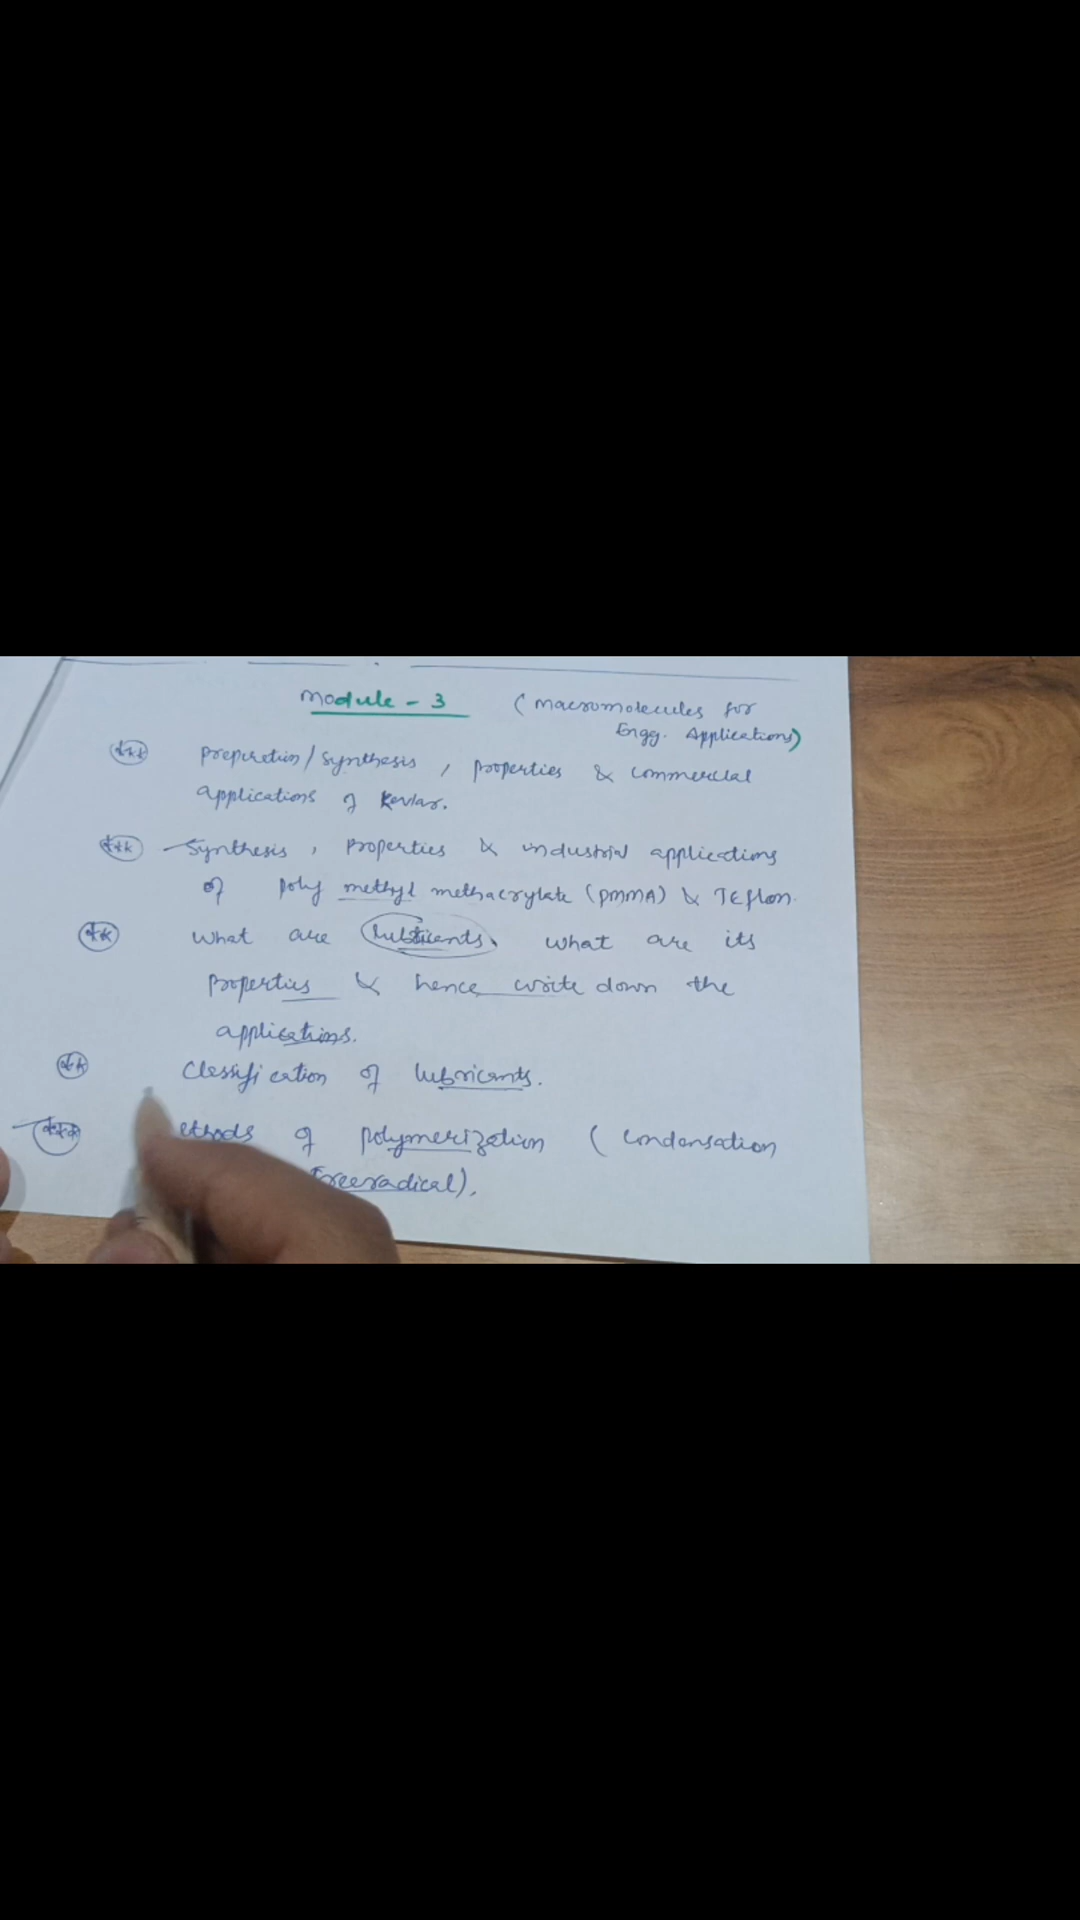 Module - 3 (Macromolecules for
Engg. Applications)
*** preparation/synthesis, properties & commercial
applications of Kevlar.
*** Synthesis, properties & industrial applications
of poly methyl methacrylate (PMMA) & TEflon.
** what are lubricants. what are its
properties & hence write down the
applications.
** Classification of lubricants.
*** ethods of polymerization (condensation
Freeradical).